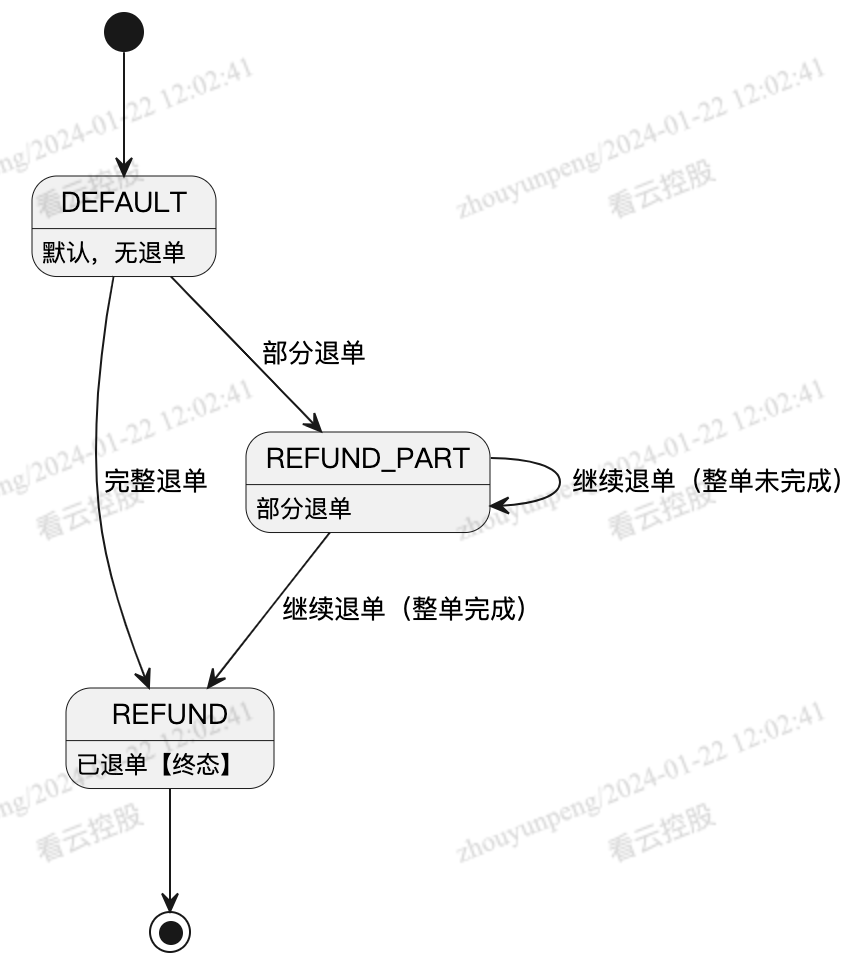 DEFAULT
默认，无退单
部分退单
REFUND_PART
部分退单
完整退单
继续退单（整单未完成）
继续退单（整单完成）
REFUND
已退单【终态】
ng/2024-01-22 12:02:41
看云控股
zhouyunpeng/2024-01-22 12:02:41
看云控股
ng/2024-01-22 12:02:41
看云控股
zhouyunpeng/2024-01-22 12:02:41
看云控股
ng/2024-01-22 12:02:41
看云控股
zhouyunpeng/2024-01-22 12:02:41
看云控股